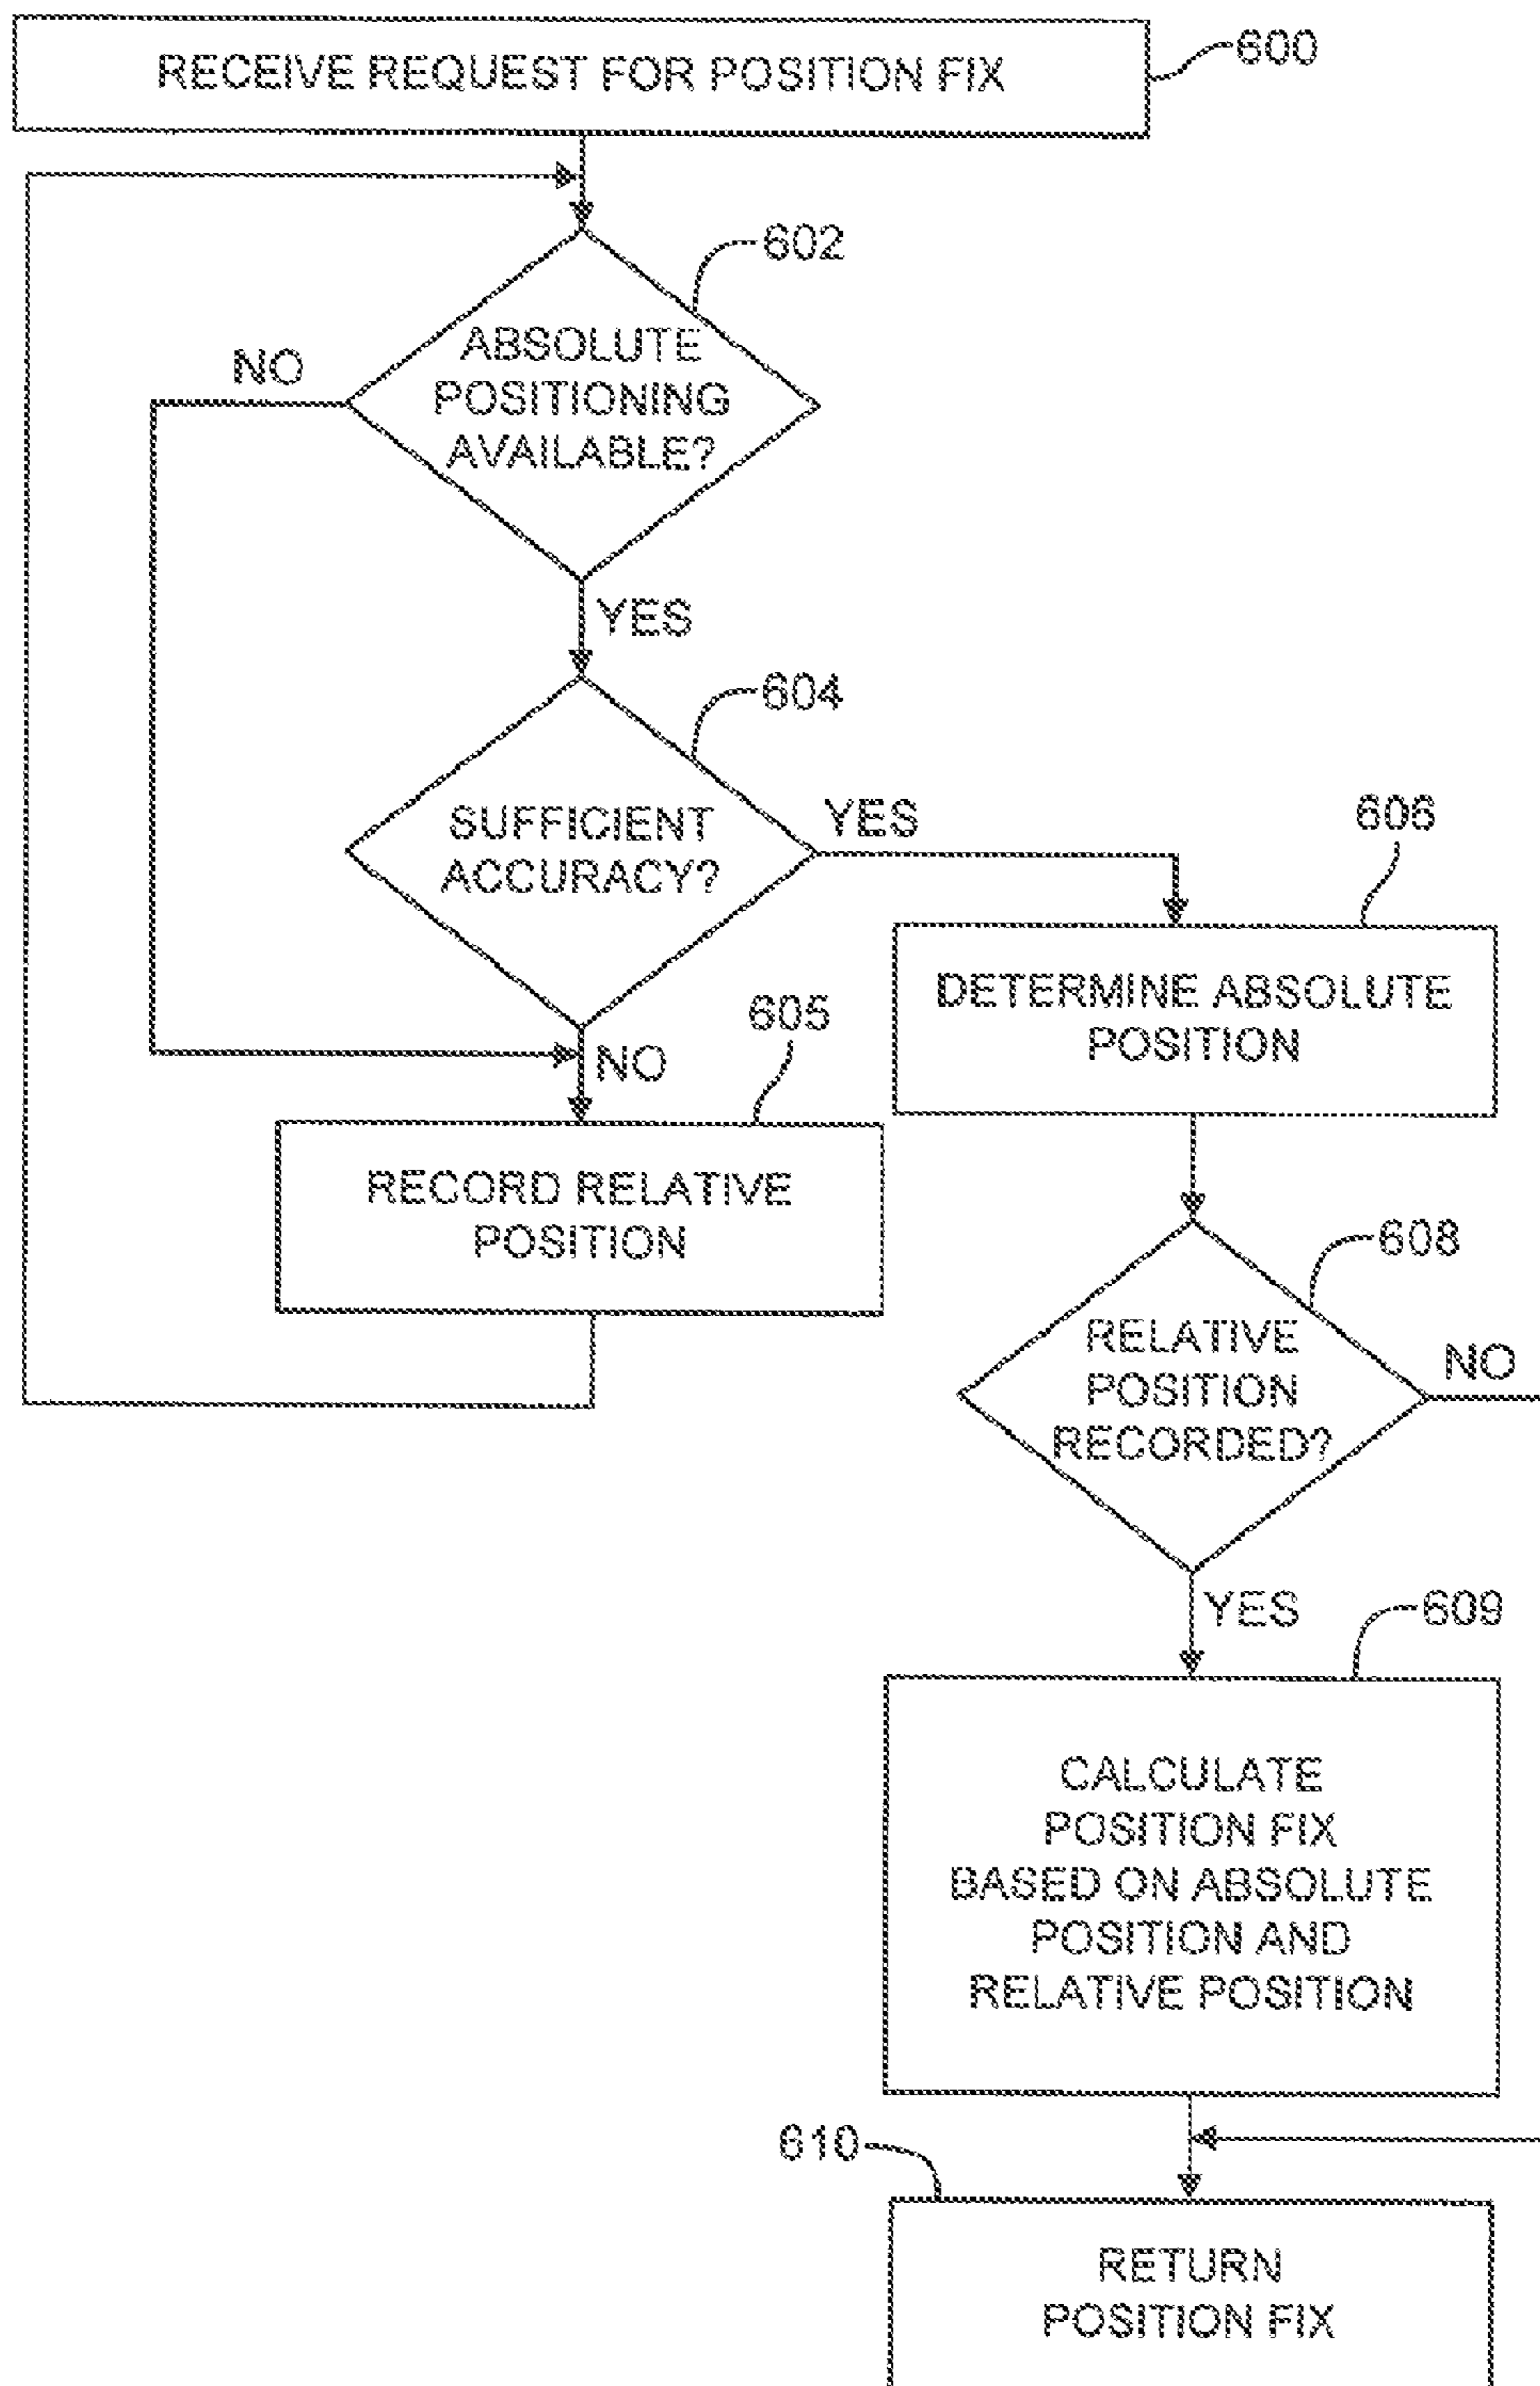 RECEIVE REQUEST FOR POSITION FIX
600
602
ABSOLUTE
POSITIONING
AVAILABLE?
NO
YES
604
SUFFICIENT
ACCURACY?
YES
606
DETERMINE ABSOLUTE
POSITION
605
NO
RECORD RELATIVE
POSITION
608
RELATIVE
POSITION
RECORDED?
NO
YES
609
CALCULATE
POSITION FIX
BASED ON ABSOLUTE
POSITION AND
RELATIVE POSITION
610
RETURN
POSITION FIX